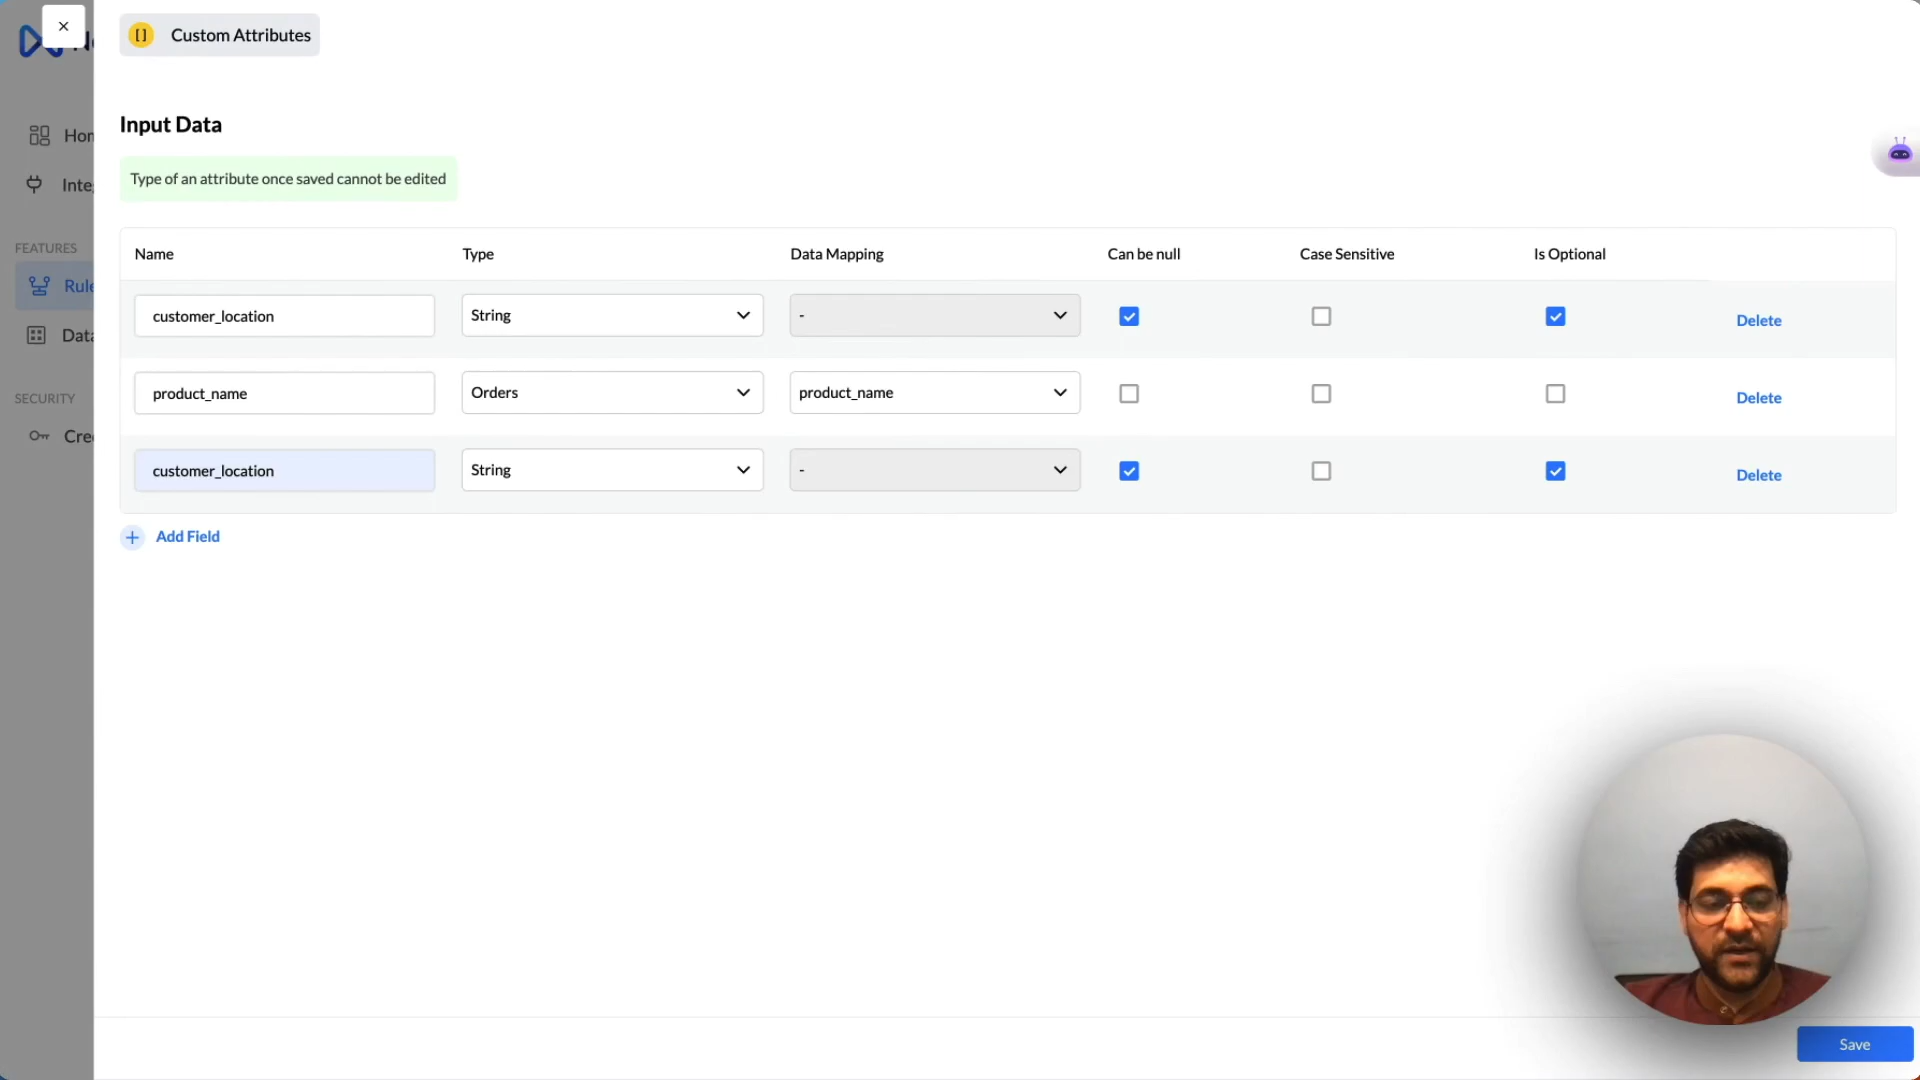 [] Custom Attributes
Input Data
Type of an attribute once saved cannot be edited
Hom
Inte
FEATURES
Rule
Data
SECURITY
Cre
Name Type Data Mapping Can be null Case Sensitive Is Optional
customer_location String - Delete
product_name Orders product_name Delete
customer_location String - Delete
+ Add Field
Save